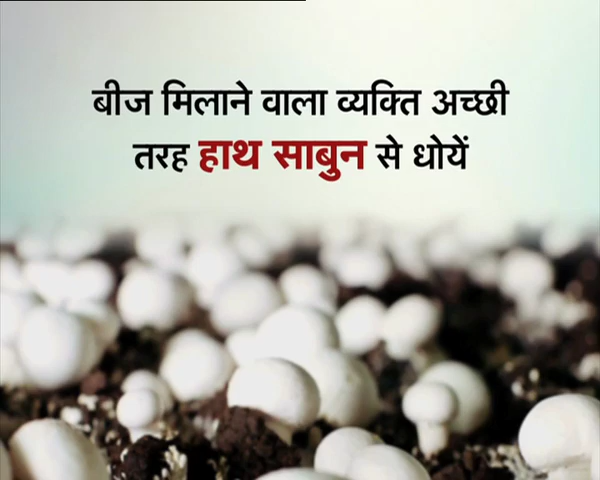 बीज मिलाने वाला व्यक्ति अच्छी
तरह हाथ साबुन से धोयें